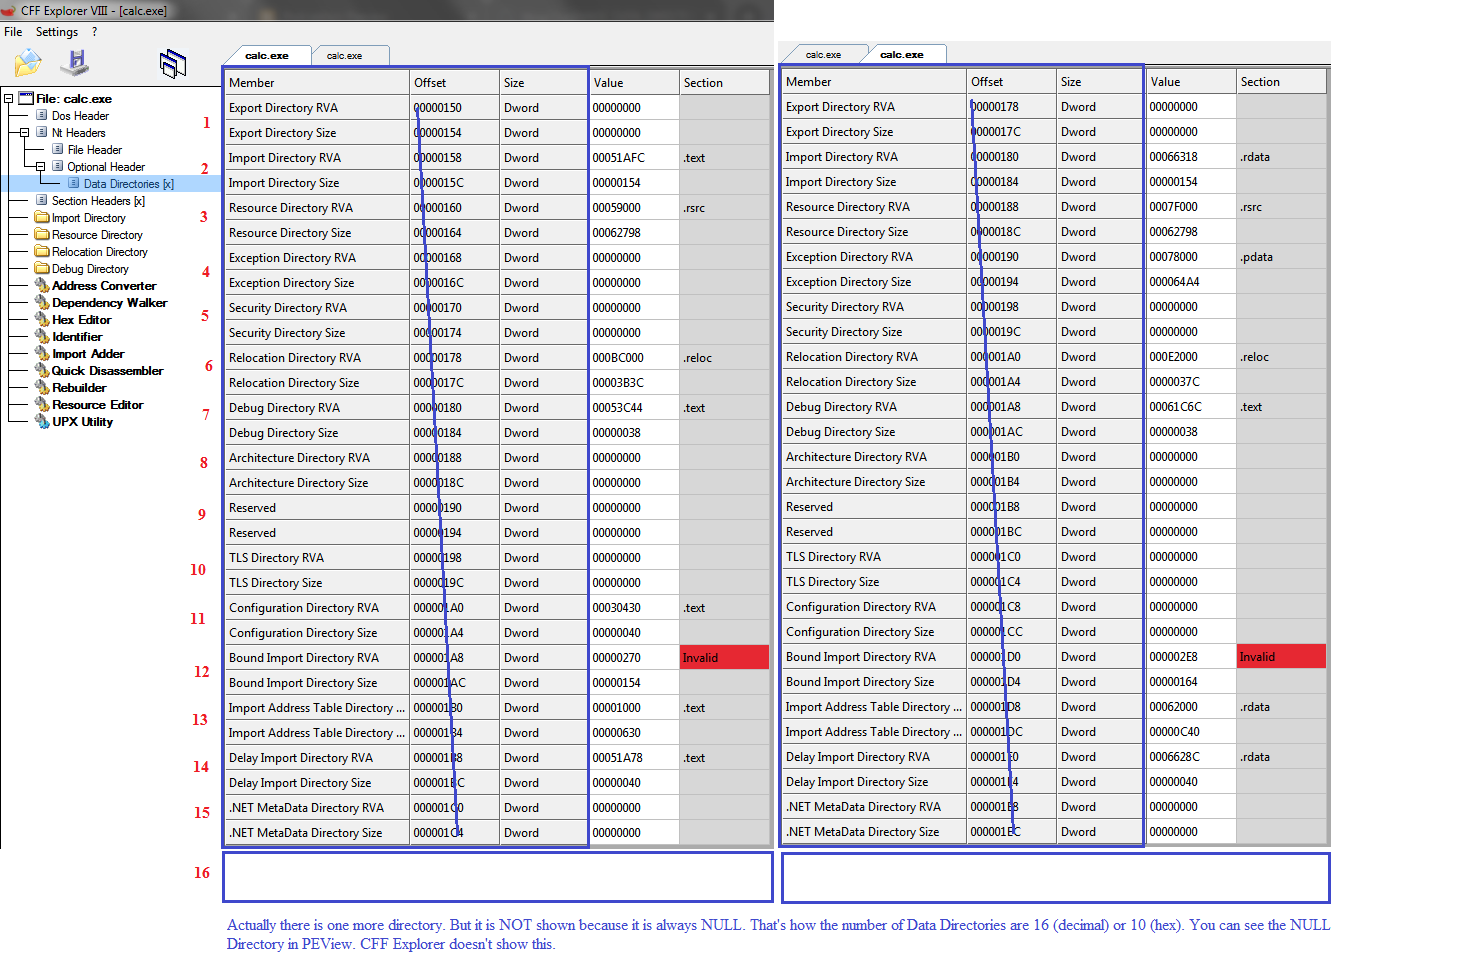 CFF Explorer VIII - [calc.exe]
File Settings ?
File: calc.exe
Dos Header
Nt Headers
File Header
Optional Header
Data Directories [x]
Section Headers [x]
Import Directory
Resource Directory
Relocation Directory
Debug Directory
Address Converter
Dependency Walker
Hex Editor
Identifier
Import Adder
Quick Disassembler
Rebuilder
Resource Editor
UPX Utility
1
2
3
4
5
6
7
8
9
10
11
12
13
14
15
16
calc.exe calc.exe
Member Offset Size Value Section
Export Directory RVA 00000150 Dword 00000000
Export Directory Size 00000154 Dword 00000000
Import Directory RVA 00000158 Dword 00051AFC .text
Import Directory Size 0000015C Dword 00000154
Resource Directory RVA 00000160 Dword 00059000 .rsrc
Resource Directory Size 00000164 Dword 00062798
Exception Directory RVA 00000168 Dword 00000000
Exception Directory Size 0000016C Dword 00000000
Security Directory RVA 00000170 Dword 00000000
Security Directory Size 00000174 Dword 00000000
Relocation Directory RVA 00000178 Dword 000BC000 .reloc
Relocation Directory Size 0000017C Dword 00003B3C
Debug Directory RVA 00000180 Dword 00053C44 .text
Debug Directory Size 00000184 Dword 00000038
Architecture Directory RVA 00000188 Dword 00000000
Architecture Directory Size 0000018C Dword 00000000
Reserved 00000190 Dword 00000000
Reserved 00000194 Dword 00000000
TLS Directory RVA 00000198 Dword 00000000
TLS Directory Size 0000019C Dword 00000000
Configuration Directory RVA 000001A0 Dword 00030430 .text
Configuration Directory Size 000001A4 Dword 00000040
Bound Import Directory RVA 000001A8 Dword 00000270 Invalid
Bound Import Directory Size 000001AC Dword 00000154
Import Address Table Directory ... 000001B0 Dword 00001000 .text
Import Address Table Directory ... 000001B4 Dword 00000630
Delay Import Directory RVA 000001B8 Dword 00051A78 .text
Delay Import Directory Size 000001BC Dword 00000040
.NET MetaData Directory RVA 000001C0 Dword 00000000
.NET MetaData Directory Size 000001C4 Dword 00000000
calc.exe calc.exe
Member Offset Size Value Section
Export Directory RVA 00000178 Dword 00000000
Export Directory Size 0000017C Dword 00000000
Import Directory RVA 00000180 Dword 00066318 .rdata
Import Directory Size 00000184 Dword 00000154
Resource Directory RVA 00000188 Dword 0007F000 .rsrc
Resource Directory Size 0000018C Dword 00062798
Exception Directory RVA 00000190 Dword 00078000 .pdata
Exception Directory Size 00000194 Dword 000064A4
Security Directory RVA 00000198 Dword 00000000
Security Directory Size 0000019C Dword 00000000
Relocation Directory RVA 000001A0 Dword 000E2000 .reloc
Relocation Directory Size 000001A4 Dword 0000037C
Debug Directory RVA 000001A8 Dword 00061C6C .text
Debug Directory Size 000001AC Dword 00000038
Architecture Directory RVA 000001B0 Dword 00000000
Architecture Directory Size 000001B4 Dword 00000000
Reserved 000001B8 Dword 00000000
Reserved 000001BC Dword 00000000
TLS Directory RVA 000001C0 Dword 00000000
TLS Directory Size 000001C4 Dword 00000000
Configuration Directory RVA 000001C8 Dword 00000000
Configuration Directory Size 000001CC Dword 00000000
Bound Import Directory RVA 000001D0 Dword 000002E8 Invalid
Bound Import Directory Size 000001D4 Dword 00000164
Import Address Table Directory ... 000001D8 Dword 00062000 .rdata
Import Address Table Directory ... 000001DC Dword 00000C40
Delay Import Directory RVA 000001E0 Dword 0006628C .rdata
Delay Import Directory Size 000001E4 Dword 00000040
.NET MetaData Directory RVA 000001E8 Dword 00000000
.NET MetaData Directory Size 000001EC Dword 00000000
Actually there is one more directory. But it is NOT shown because it is always NULL. That's how the number of Data Directories are 16 (decimal) or 10 (hex). You can see the NULL
Directory in PEView. CFF Explorer doesn't show this.